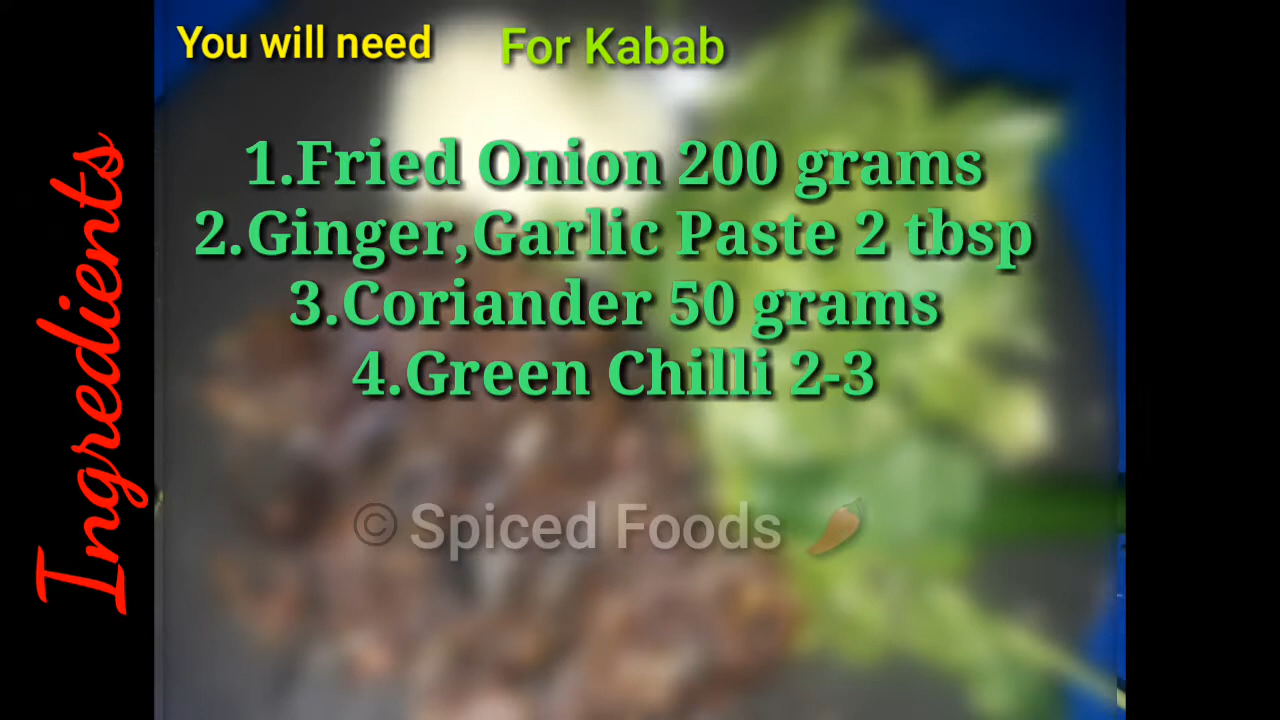 You will need For Kabab
1.Fried Onion 200 grams
2.Ginger,Garlic Paste 2 tbsp
3.Coriander 50 grams
4.Green Chilli 2-3
© Spiced Foods
Ingredients